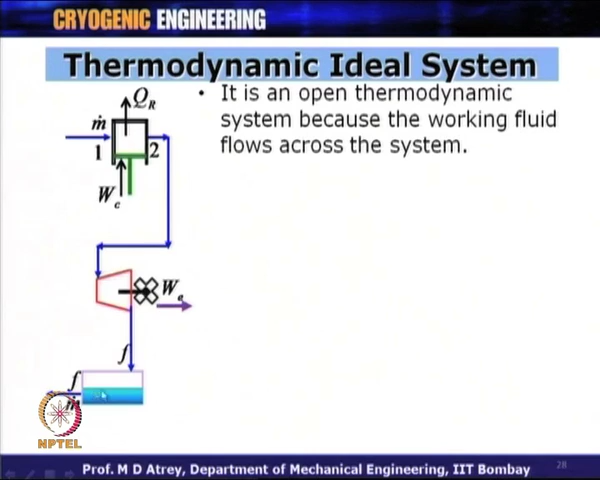 CRYOGENIC ENGINEERING
Thermodynamic Ideal System
• It is an open thermodynamic
system because the working fluid
flows across the system.
Q_R
ṁ
1
2
W_c
W_e
f
f
ṁ
NPTEL
Prof. M D Atrey, Department of Mechanical Engineering, IIT Bombay
28